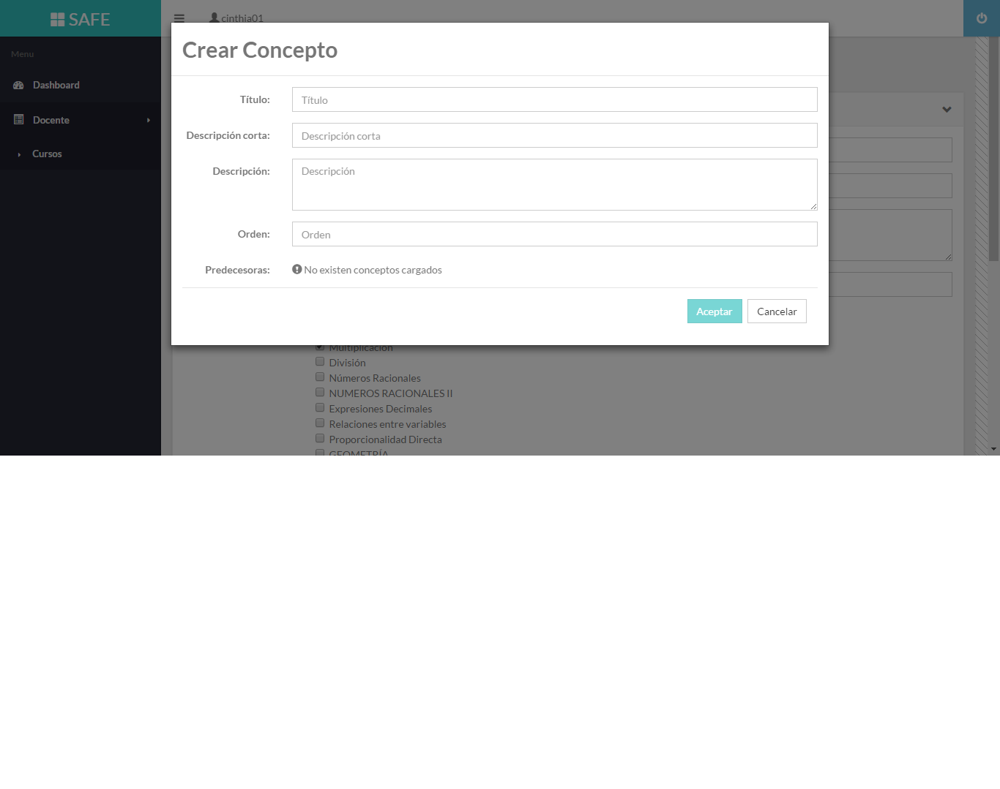 SAFE
cinthia01
Menu
Dashboard
Docente
Cursos
Crear Concepto
Título:
Título
Descripción corta:
Descripción corta
Descripción:
Descripción
Orden:
Orden
Predecesoras:
No existen conceptos cargados
Aceptar
Cancelar
Multiplicación
División
Números Racionales
NUMEROS RACIONALES II
Expresiones Decimales
Relaciones entre variables
Proporcionalidad Directa
GEOMETRÍA